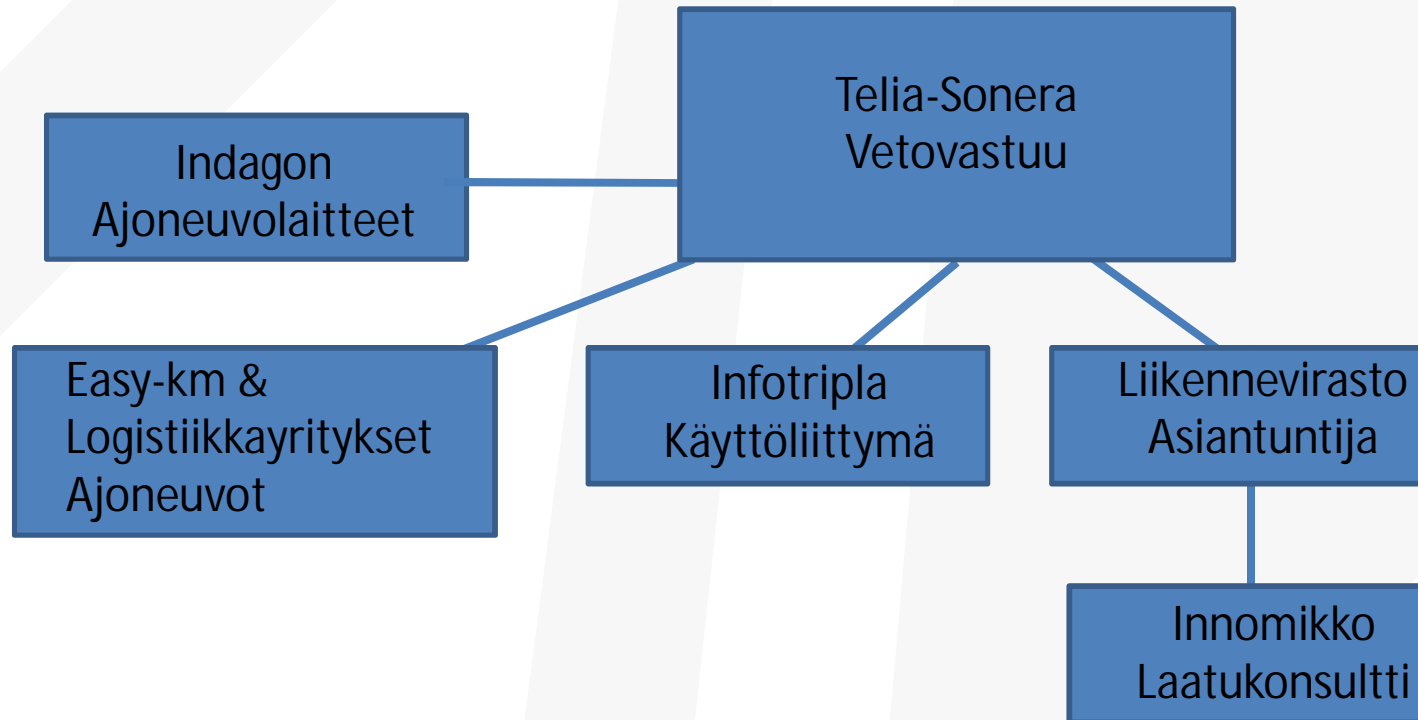 Telia-Sonera
Vetovastuu
Indagon
Ajoneuvolaitteet
Easy-km &
Logistiikkayritykset
Ajoneuvot
Infotripla
Käyttöliittymä
Liikennevirasto
Asiantuntija
Innomikko
Laatukonsultti